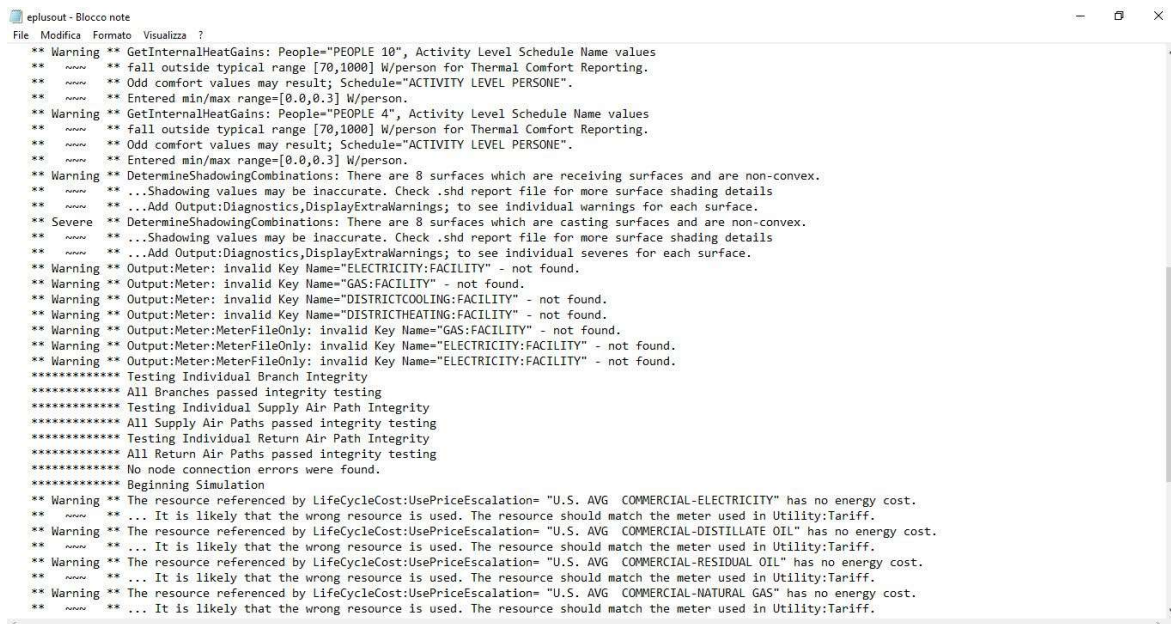 eplusout - Blocco note
File Modifica Formato Visualizza ?
** Warning ** GetInternalHeatGains: People="PEOPLE 10", Activity Level Schedule Name values
** ~~~ ** fall outside typical range [70,1000] W/person for Thermal Comfort Reporting.
** ~~~ ** Odd comfort values may result; Schedule="ACTIVITY LEVEL PERSONE".
** ~~~ ** Entered min/max range=[0.0,0.3] W/person.
** Warning ** GetInternalHeatGains: People="PEOPLE 4", Activity Level Schedule Name values
** ~~~ ** fall outside typical range [70,1000] W/person for Thermal Comfort Reporting.
** ~~~ ** Odd comfort values may result; Schedule="ACTIVITY LEVEL PERSONE".
** ~~~ ** Entered min/max range=[0.0,0.3] W/person.
** Warning ** DetermineShadowingCombinations: There are 8 surfaces which are receiving surfaces and are non-convex.
** ~~~ ** ...Shadowing values may be inaccurate. Check .shd report file for more surface shading details
** ~~~ ** ...Add Output:Diagnostics,DisplayExtraWarnings; to see individual warnings for each surface.
** Severe ** DetermineShadowingCombinations: There are 8 surfaces which are casting surfaces and are non-convex.
** ~~~ ** ...Shadowing values may be inaccurate. Check .shd report file for more surface shading details
** ~~~ ** ...Add Output:Diagnostics,DisplayExtraWarnings; to see individual severes for each surface.
** Warning ** Output:Meter: invalid Key Name="ELECTRICITY:FACILITY" - not found.
** Warning ** Output:Meter: invalid Key Name="GAS:FACILITY" - not found.
** Warning ** Output:Meter: invalid Key Name="DISTRICTCOOLING:FACILITY" - not found.
** Warning ** Output:Meter: invalid Key Name="DISTRICTHEATING:FACILITY" - not found.
** Warning ** Output:Meter:MeterFileOnly: invalid Key Name="GAS:FACILITY" - not found.
** Warning ** Output:Meter:MeterFileOnly: invalid Key Name="ELECTRICITY:FACILITY" - not found.
** Warning ** Output:Meter:MeterFileOnly: invalid Key Name="ELECTRICITY:FACILITY" - not found.
************* Testing Individual Branch Integrity
************* All Branches passed integrity testing
************* Testing Individual Supply Air Path Integrity
************* All Supply Air Paths passed integrity testing
************* Testing Individual Return Air Path Integrity
************* All Return Air Paths passed integrity testing
************* No node connection errors were found.
************* Beginning Simulation
** Warning ** The resource referenced by LifeCycleCost:UsePriceEscalation= "U.S. AVG  COMMERCIAL-ELECTRICITY" has no energy cost.
** ~~~ ** ... It is likely that the wrong resource is used. The resource should match the meter used in Utility:Tariff.
** Warning ** The resource referenced by LifeCycleCost:UsePriceEscalation= "U.S. AVG  COMMERCIAL-DISTILLATE OIL" has no energy cost.
** ~~~ ** ... It is likely that the wrong resource is used. The resource should match the meter used in Utility:Tariff.
** Warning ** The resource referenced by LifeCycleCost:UsePriceEscalation= "U.S. AVG  COMMERCIAL-RESIDUAL OIL" has no energy cost.
** ~~~ ** ... It is likely that the wrong resource is used. The resource should match the meter used in Utility:Tariff.
** Warning ** The resource referenced by LifeCycleCost:UsePriceEscalation= "U.S. AVG  COMMERCIAL-NATURAL GAS" has no energy cost.
** ~~~ ** ... It is likely that the wrong resource is used. The resource should match the meter used in Utility:Tariff.